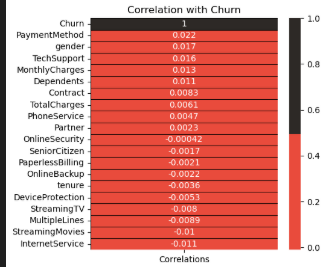 Correlation with Churn
Churn 1
PaymentMethod 0.022
gender 0.017
TechSupport 0.016
MonthlyCharges 0.013
Dependents 0.011
Contract 0.0083
TotalCharges 0.0061
PhoneService 0.0047
Partner 0.0023
OnlineSecurity -0.00042
SeniorCitizen -0.0017
PaperlessBilling -0.0021
OnlineBackup -0.0022
tenure -0.0036
DeviceProtection -0.0053
StreamingTV -0.008
MultipleLines -0.0089
StreamingMovies -0.01
InternetService -0.011
Correlations
1.0
0.8
0.6
0.4
0.2
0.0